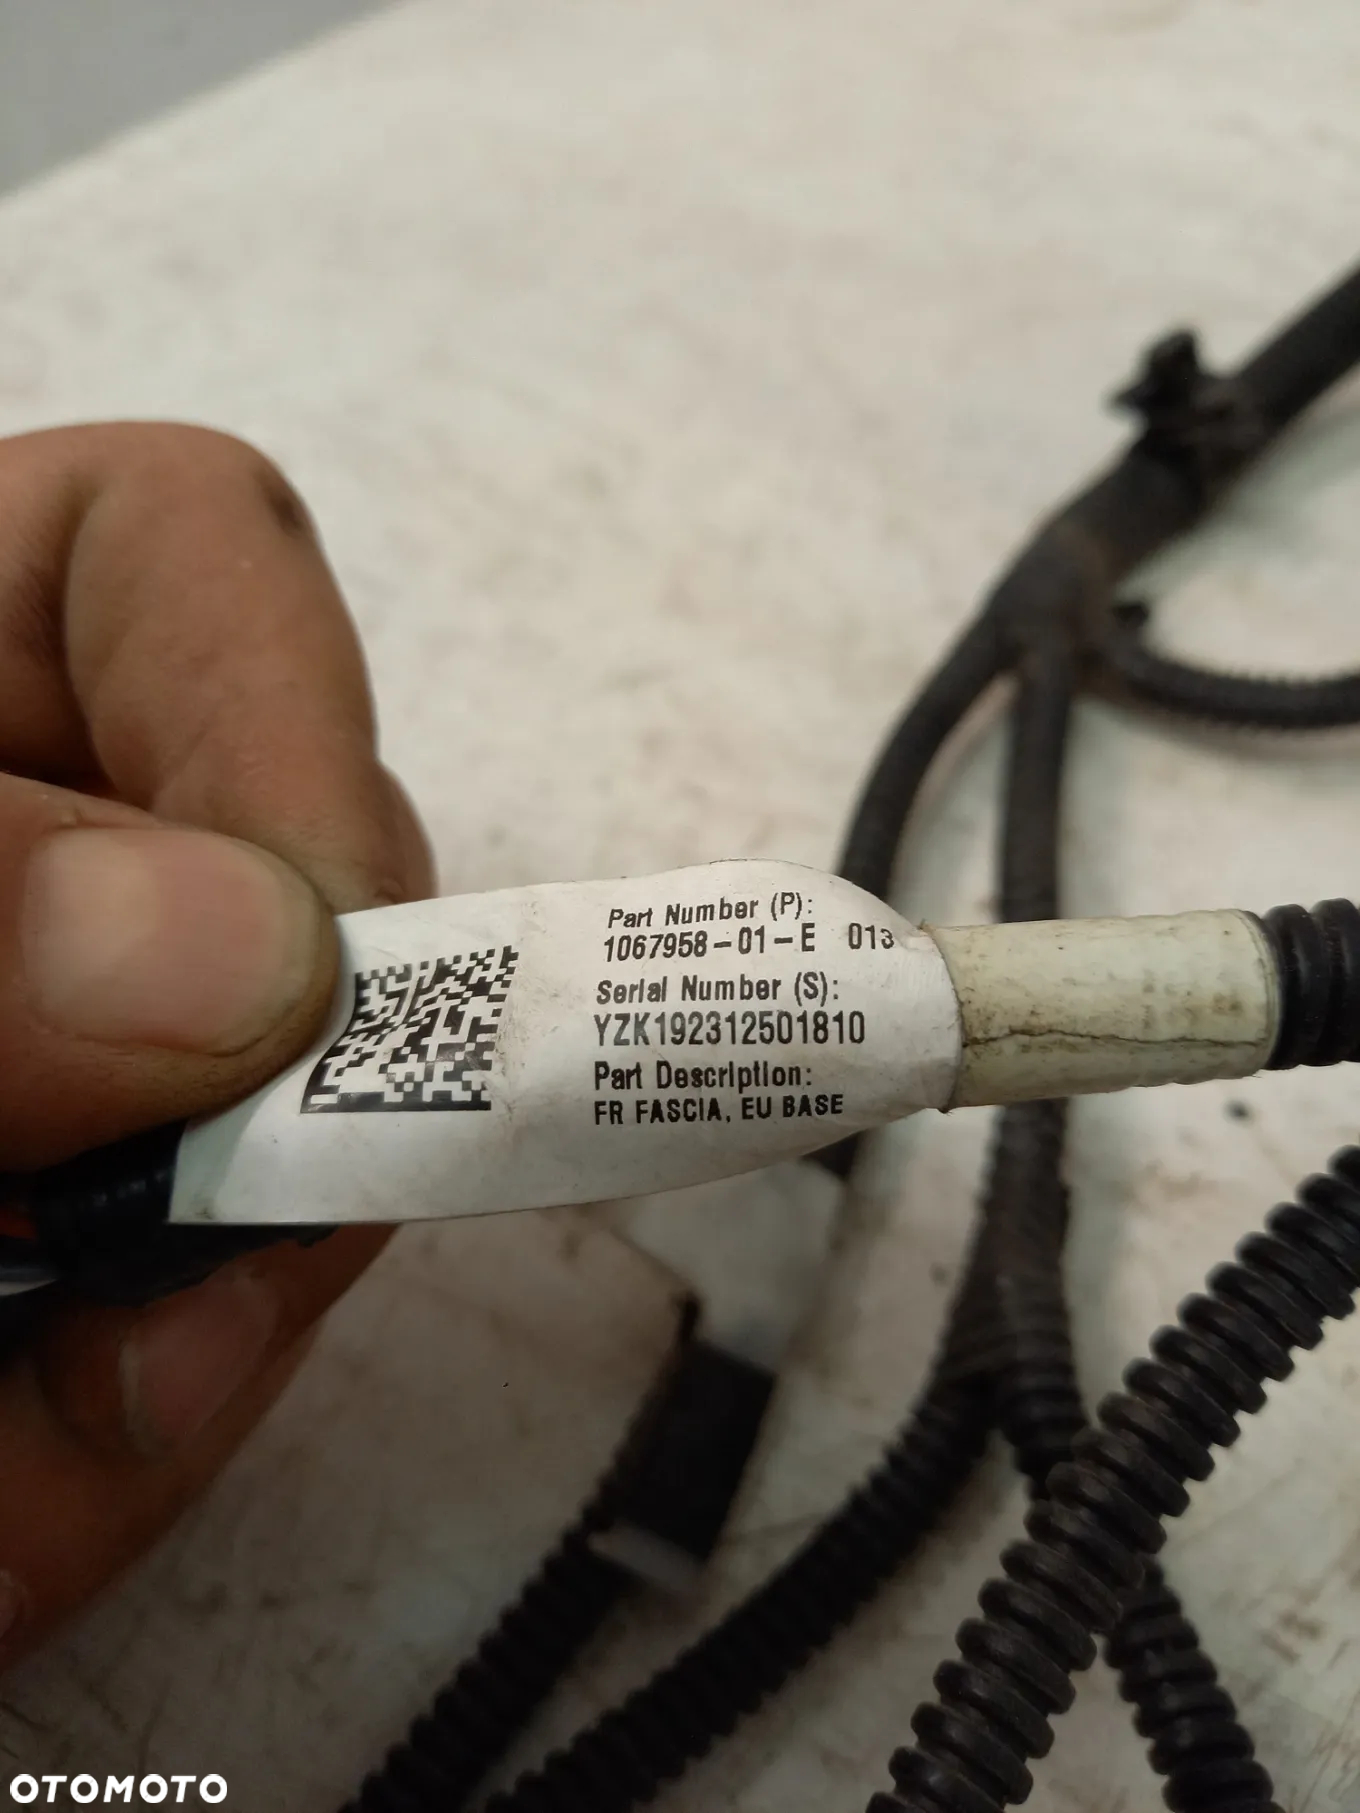 Part Number (P):
1067958-01-E 013
Serial Number (S):
YZK192312501810
Part Description:
FR FASCIA, EU BASE
OTOMOTO